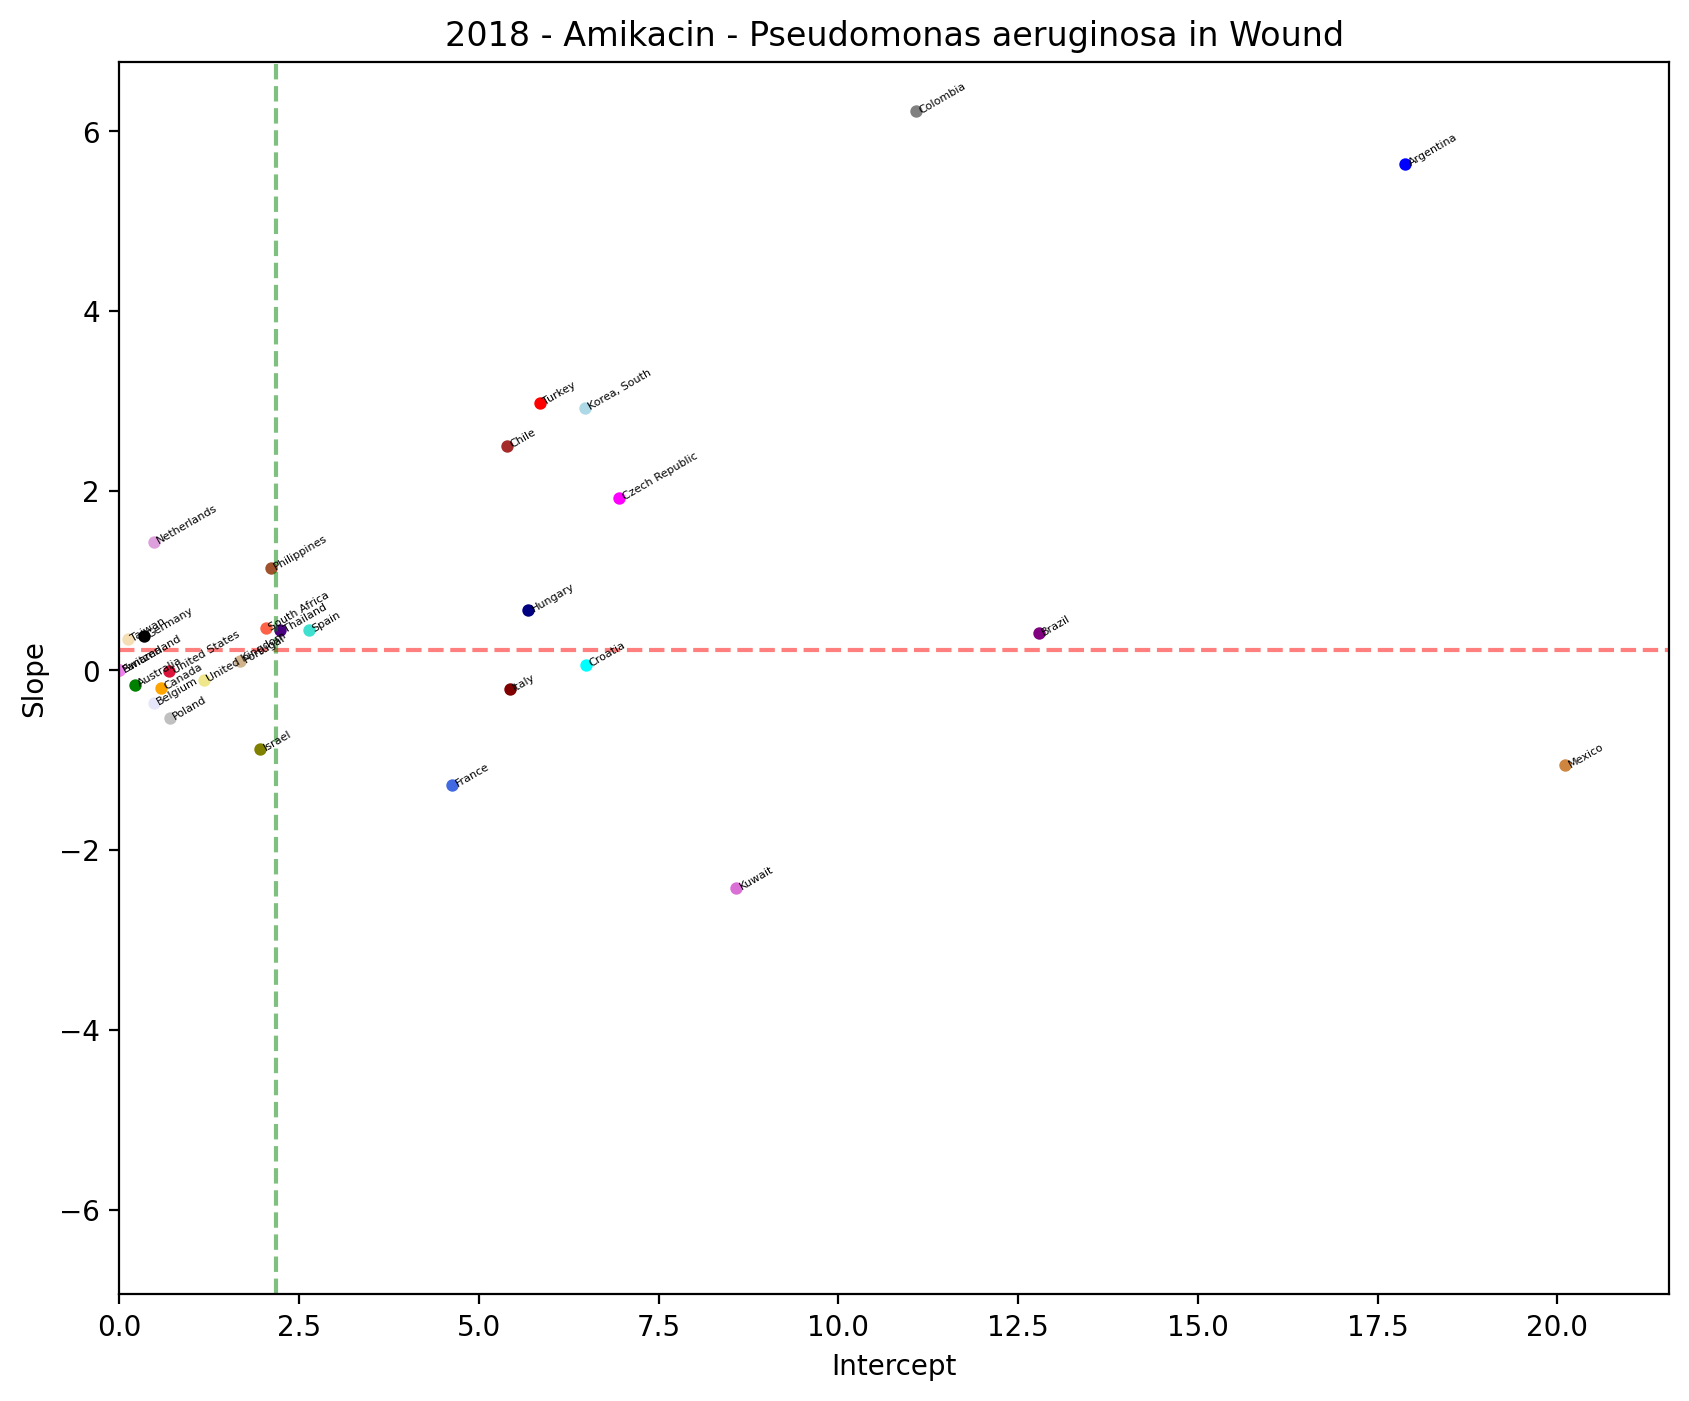 2018 - Amikacin - Pseudomonas aeruginosa in Wound
Slope
6
4
2
0
−2
−4
−6
Colombia
Argentina
Turkey
Korea, South
Chile
Czech Republic
Netherlands
Philippines
Hungary
South Africa
Thailand
Spain
Brazil
Taiwan
Germany
Croatia
Portugal
United States
United Kingdom
Australia
Canada
Italy
Belgium
Poland
Israel
Mexico
France
Kuwait
0.0
2.5
5.0
7.5
10.0
12.5
15.0
17.5
20.0
Intercept